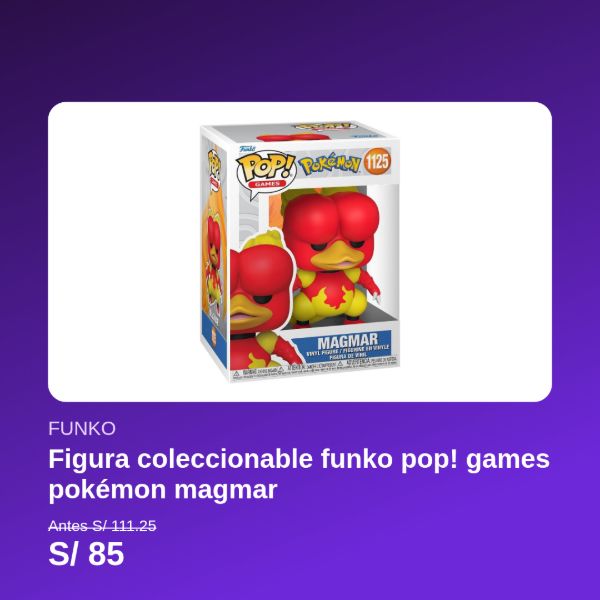 Funko
POP!
GAMES
POKÉMON
1125
MAGMAR
VINYL FIGURE / FIGURINE EN VINYLE
FIGURA DE VINIL
FUNKO
Figura coleccionable funko pop! games
pokémon magmar
Antes S/ 111.25
S/ 85